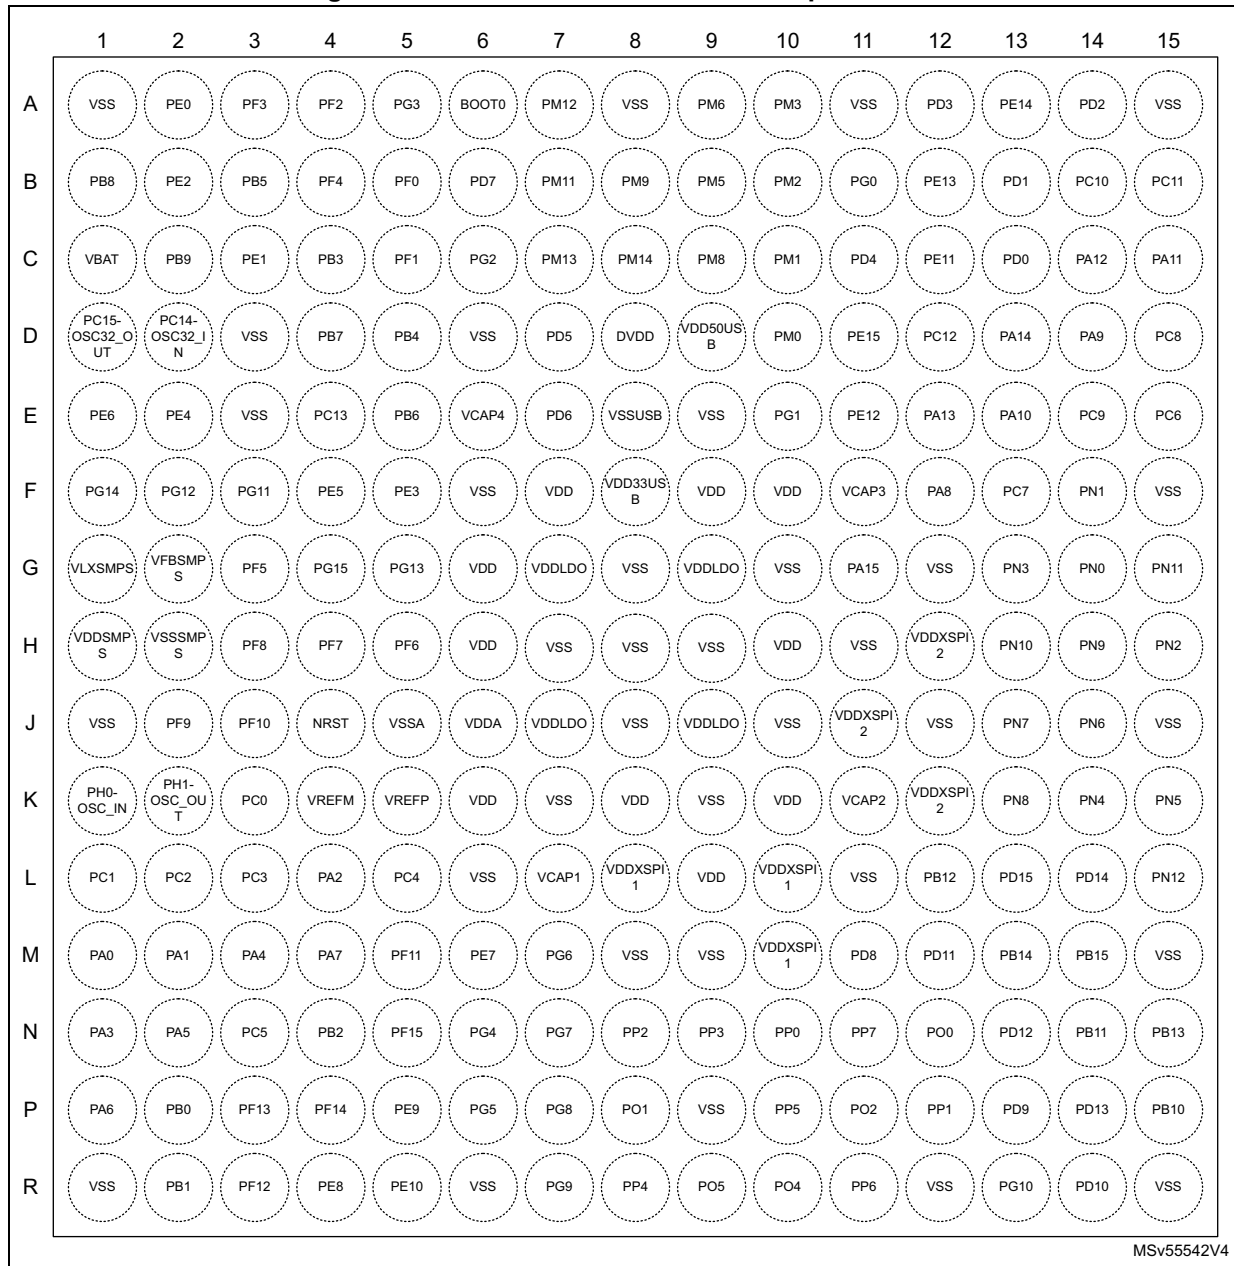 1 2 3 4 5 6 7 8 9 10 11 12 13 14 15
A VSS PE0 PF3 PF2 PG3 BOOT0 PM12 VSS PM6 PM3 VSS PD3 PE14 PD2 VSS
B PB8 PE2 PB5 PF4 PF0 PD7 PM11 PM9 PM5 PM2 PG0 PE13 PD1 PC10 PC11
C VBAT PB9 PE1 PB3 PF1 PG2 PM13 PM14 PM8 PM1 PD4 PE11 PD0 PA12 PA11
D PC15-OSC32_OUT PC14-OSC32_IN VSS PB7 PB4 VSS PD5 DVDD VDD50USB PM0 PE15 PC12 PA14 PA9 PC8
E PE6 PE4 VSS PC13 PB6 VCAP4 PD6 VSSUSB VSS PG1 PE12 PA13 PA10 PC9 PC6
F PG14 PG12 PG11 PE5 PE3 VSS VDD VDD33USB VDD VDD VCAP3 PA8 PC7 PN1 VSS
G VLXSMPS VFBSMPS PF5 PG15 PG13 VDD VDDLDO VSS VDDLDO VSS PA15 VSS PN3 PN0 PN11
H VDDSMPS VSSSMPS PF8 PF7 PF6 VDD VSS VSS VSS VDD VSS VDDXSPI2 PN10 PN9 PN2
J VSS PF9 PF10 NRST VSSA VDDA VDDLDO VSS VDDLDO VSS VDDXSPI2 VSS PN7 PN6 VSS
K PH0-OSC_IN PH1-OSC_OUT PC0 VREFM VREFP VDD VSS VDD VSS VDD VCAP2 VDDXSPI2 PN8 PN4 PN5
L PC1 PC2 PC3 PA2 PC4 VSS VCAP1 VDDXSPI1 VDD VDDXSPI1 VSS PB12 PD15 PD14 PN12
M PA0 PA1 PA4 PA7 PF11 PE7 PG6 VSS VSS VDDXSPI1 PD8 PD11 PB14 PB15 VSS
N PA3 PA5 PC5 PB2 PF15 PG4 PG7 PP2 PP3 PP0 PP7 PO0 PD12 PB11 PB13
P PA6 PB0 PF13 PF14 PE9 PG5 PG8 PO1 VSS PP5 PO2 PP1 PD9 PD13 PB10
R VSS PB1 PF12 PE8 PE10 VSS PG9 PP4 PO5 PO4 PP6 VSS PG10 PD10 VSS
MSv55542V4